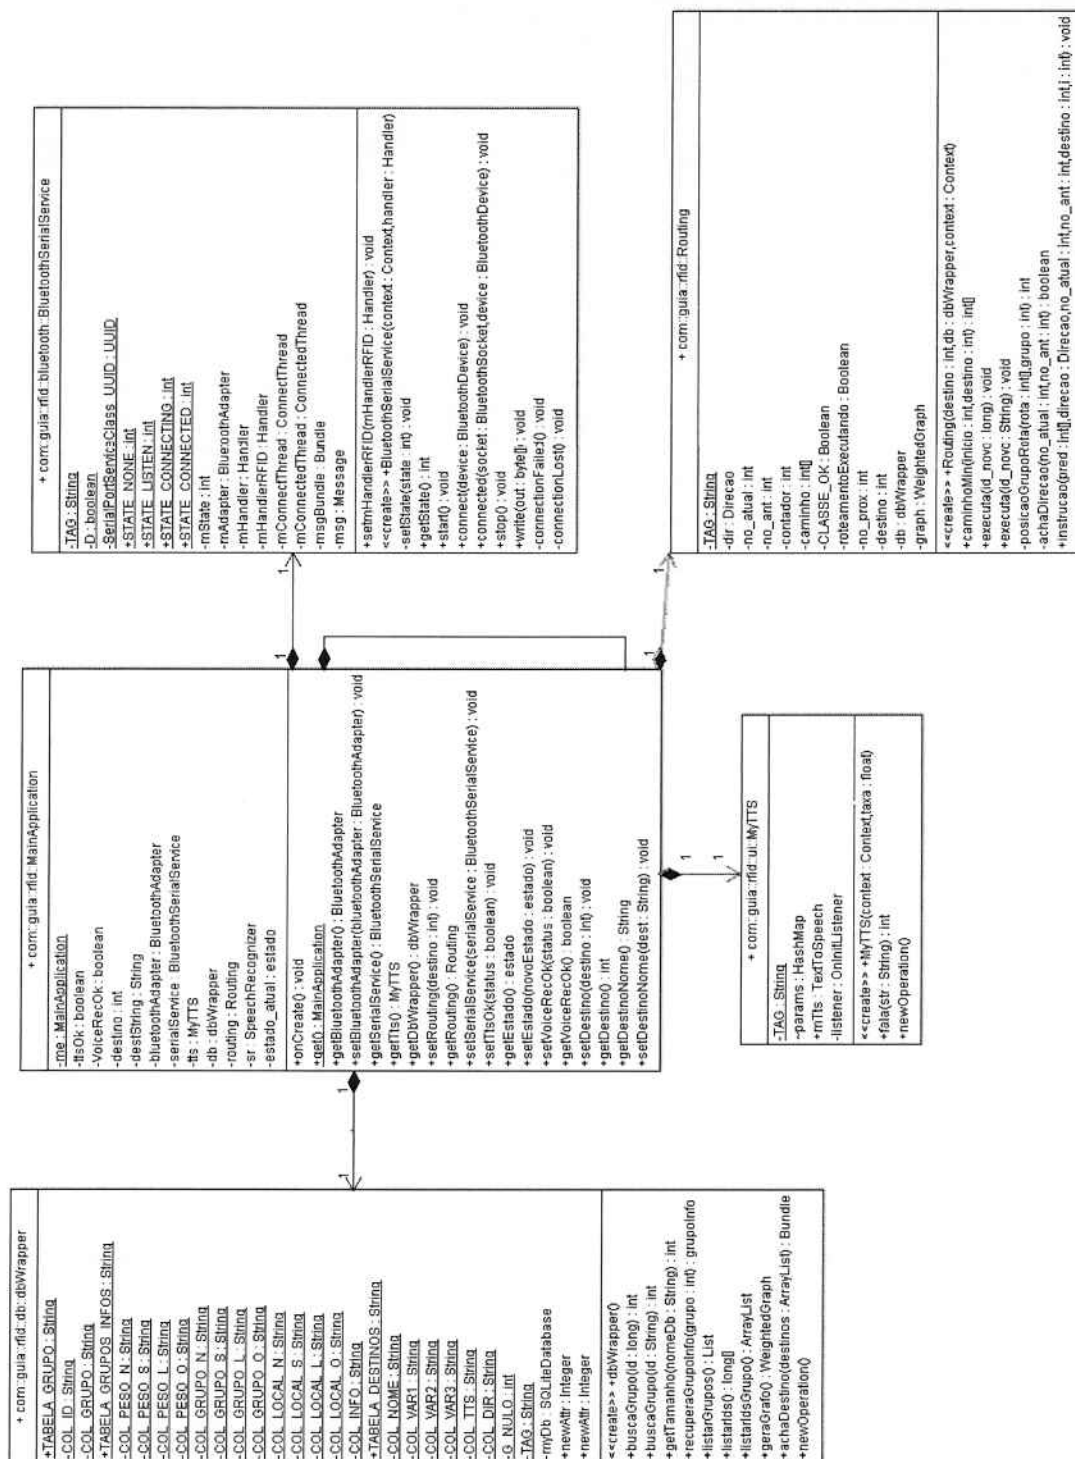 + com::guia::rfid::db::dbWrapper
+TABELA_GRUPO : String
-COL_ID : String
-COL_GRUPO : String
+TABELA_GRUPOS_INFOS : String
-COL_PESO_N : String
-COL_PESO_S : String
-COL_PESO_L : String
-COL_PESO_O : String
-COL_GRUPO_N : String
-COL_GRUPO_S : String
-COL_GRUPO_L : String
-COL_GRUPO_O : String
-COL_LOCAL_N : String
-COL_LOCAL_S : String
-COL_LOCAL_L : String
-COL_LOCAL_O : String
-COL_INFO : String
+TABELA_DESTINOS : String
-COL_NOME : String
-COL_VAR1 : String
-COL_VAR2 : String
-COL_VAR3 : String
-COL_TTS : String
-COL_DIR : String
-G_NULO : int
-TAG : String
-myDb : SQLiteDatabase
+newAttr : Integer
+newAttr : Integer
<<create>> +dbWrapper()
+buscaGrupo(id : long) : int
+buscaGrupo(id : String) : int
+getTamanho(nomeDb : String) : int
+recuperaGrupoInfo(grupo : int) : grupoInfo
+listarGrupos() : List
+listarIds() : long[]
+listarIdsGrupo() : ArrayList
+geraGrafo() : WeightedGraph
+achaDestino(destinos : ArrayList) : Bundle
+newOperation()
+ com::guia::rfid::MainApplication
-me : MainApplication
-ttsOk : boolean
-VoiceRecOk : boolean
-destino : int
-destString : String
-bluetoothAdapter : BluetoothAdapter
-serialService : BluetoothSerialService
-tts : MyTTS
-db : dbWrapper
-routing : Routing
-sr : SpeechRecognizer
-estado_atual : estado
+onCreate() : void
+get() : MainApplication
+getBluetoothAdapter() : BluetoothAdapter
+setBluetoothAdapter(bluetoothAdapter : BluetoothAdapter) : void
+getSerialService() : BluetoothSerialService
+getTts() : MyTTS
+getDbWrapper() : dbWrapper
+setRouting(destino : int) : void
+getRouting() : Routing
+setSerialService(serialService : BluetoothSerialService) : void
+setTtsOk(status : boolean) : void
+getEstado() : estado
+setEstado(novoEstado : estado) : void
+setVoiceRecOk(status : boolean) : void
+getVoiceRecOk() : boolean
+setDestino(destino : int) : void
+getDestino() : int
+getDestinoNome() : String
+setDestinoNome(dest : String) : void
+ com::guia::rfid::bluetooth::BluetoothSerialService
-TAG : String
-D : boolean
-SerialPortServiceClass_UUID : UUID
+STATE_NONE : int
+STATE_LISTEN : int
+STATE_CONNECTING : int
+STATE_CONNECTED : int
-mState : int
-mAdapter : BluetoothAdapter
-mHandler : Handler
-mHandlerRFID : Handler
-mConnectThread : ConnectThread
-mConnectedThread : ConnectedThread
-msgBundle : Bundle
-msg : Message
+setmHandlerRFID(mHandlerRFID : Handler) : void
<<create>> +BluetoothSerialService(context : Context,handler : Handler)
-setState(state : int) : void
+getState() : int
+start() : void
+connect(device : BluetoothDevice) : void
+connected(socket : BluetoothSocket,device : BluetoothDevice) : void
+stop() : void
+write(out : byte[]) : void
-connectionFailed() : void
-connectionLost() : void
+ com::guia::rfid::ui::MyTTS
-TAG : String
~params : HashMap
+mTts : TextToSpeech
-listener : OnInitListener
<<create>> +MyTTS(context : Context,taxa : float)
+fala(str : String) : int
+newOperation()
+ com::guia::rfid::Routing
-TAG : String
-dir : Direcao
-no_atual : int
-no_ant : int
-contador : int
-caminho : int[]
-CLASSE_OK : Boolean
-roteamentoExecutando : Boolean
-no_prox : int
-destino : int
-db : dbWrapper
-graph : WeightedGraph
<<create>> +Routing(destino : int,db : dbWrapper,context : Context)
+caminhoMin(inicio : int,destino : int) : int[]
+executa(id_novo : long) : void
+executa(id_novo : String) : void
-posicaoGrupoRota(rota : int[],grupo : int) : int
-achaDirecao(no_atual : int,no_ant : int) : boolean
+instrucao(pred : int[],direcao : Direcao,no_atual : int,no_ant : int,destino : int,i : int) : void
1
1
1
1
1
1
1
1